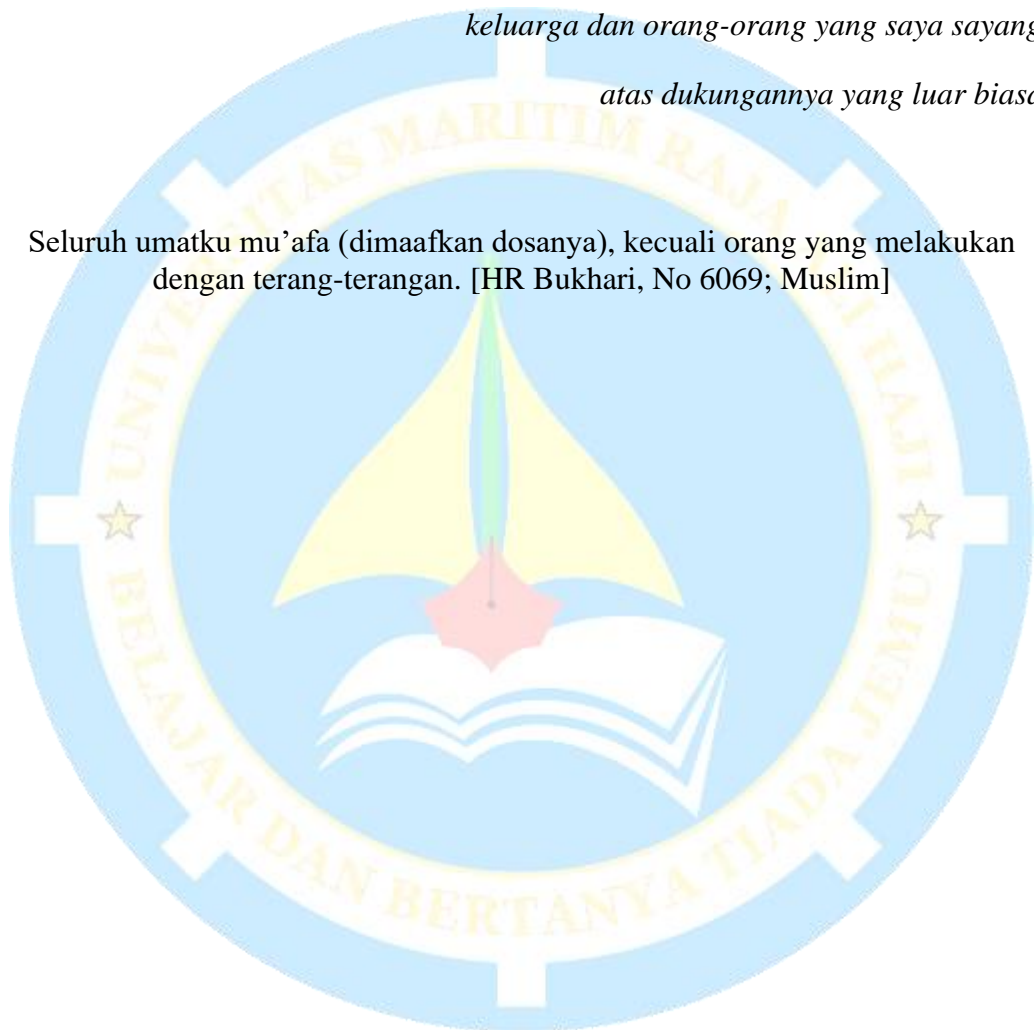 keluarga dan orang-orang yang saya sayang
atas dukungannya yang luar biasa
UNIVERSITAS MARITIM RAJA ALI HAJI
Seluruh umatku mu’afa (dimaafkan dosanya), kecuali orang yang melakukan
dengan terang-terangan. [HR Bukhari, No 6069; Muslim]
BELAJAR DAN BERTANYA TIADA JEMU